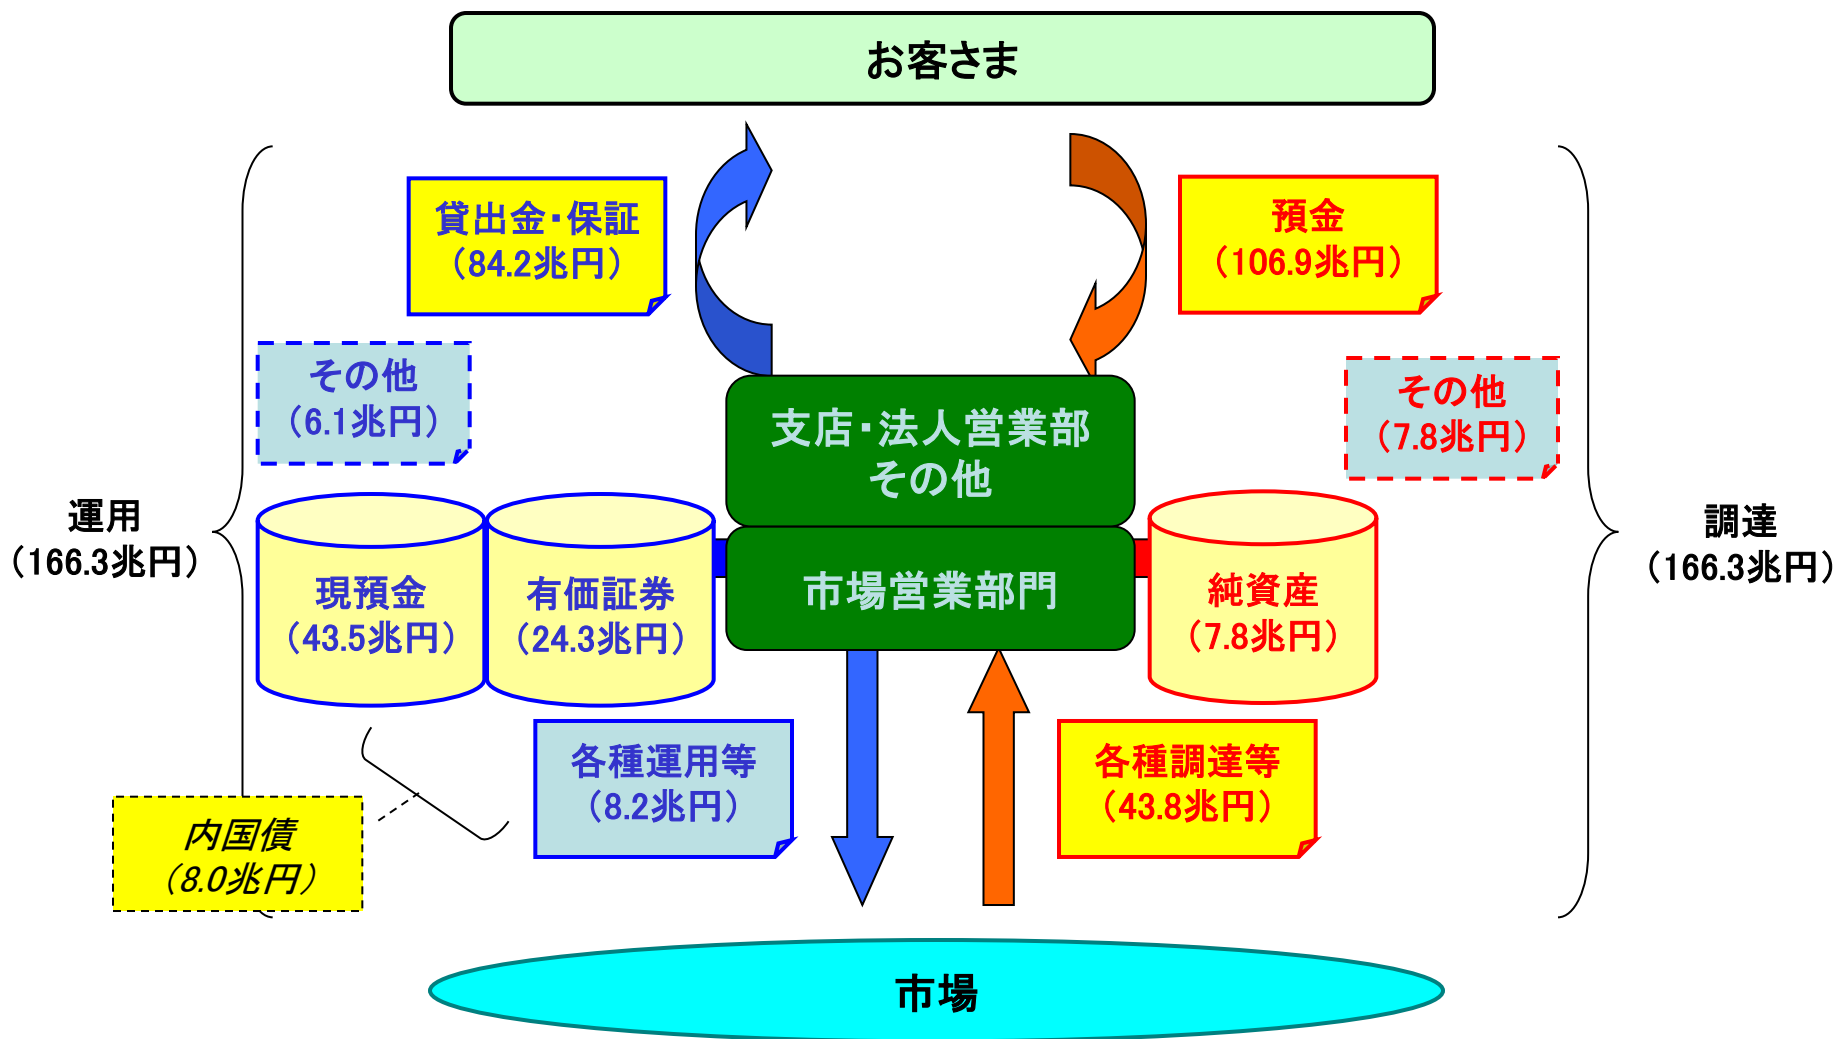 お客さま
貸出金・保証
（84.2兆円）
預金
（106.9兆円）
その他
（6.1兆円）
その他
（7.8兆円）
支店・法人営業部
その他
運用
（166.3兆円）
調達
（166.3兆円）
現預金
（43.5兆円）
有価証券
（24.3兆円）
市場営業部門
純資産
（7.8兆円）
各種運用等
（8.2兆円）
各種調達等
（43.8兆円）
内国債
（8.0兆円）
市場